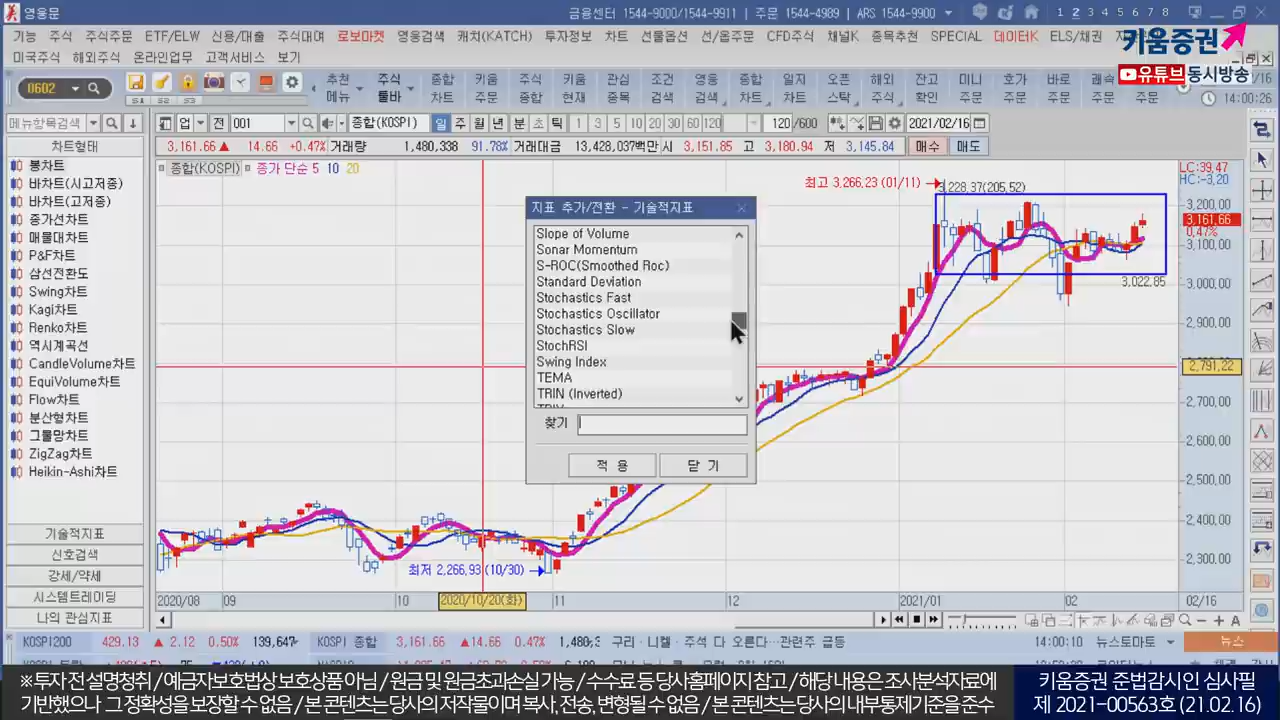 영웅문
금융센터 1544-9000/1544-9911 | 주문 1544-4989 | ARS 1544-9900
1 2 3 4 5 6 7 8
기능 주식 주식주문 ETF/ELW 신용/대출 주식대여 로보마켓 영웅검색 캐치(KATCH) 투자정보 차트 선물옵션 선/옵주문 CFD주식 채널K 종목추천 SPECIAL 데이터K ELS/채권
미국주식 해외주식 온라인업무 고객서비스 보기
키움증권
유튜브 동시방송
0602
추천메뉴 주식툴바 종합차트 키움주문 주식종합 키움현재 관심종목 조건검색 영웅검색 종합차트 일지차트 오픈스탁 해외주식 잔고확인 미니주문 호가주문 바로주문 쾌속주문
14:00:26
메뉴항목검색
업 전 001 종합(KOSPI) 일 주 월 년 분 초 틱 1 3 5 10 20 30 60 120 120 /600 2021/02/16
3,161.66 ▲ 14.66 +0.47% 거래량 1,480,338 91.78% 거래대금 13,428,037백만 시 3,151.85 고 3,180.94 저 3,145.84 매수 매도
차트형태
봉차트
바차트(시고저종)
바차트(고저종)
종가선차트
매물대차트
P&F차트
삼선전환도
Swing차트
Kagi차트
Renko차트
역시계곡선
CandleVolume차트
EquiVolume차트
Flow차트
분산형차트
그물망차트
ZigZag차트
Heikin-Ashi차트
기술적지표
신호검색
강세/약세
시스템트레이딩
나의 관심지표
종합(KOSPI) 종가 단순 5 10 20
최고 3,266.23 (01/11)
3,228.37(205.52)
3,022.85
최저 2,266.93 (10/30)
LC:39.47
HC:-3.20
3,200.00
3,161.66
0.47%
3,100.00
3,000.00
2,900.00
2,791.22
2,700.00
2,600.00
2,500.00
2,400.00
2,300.00
지표 추가/전환 - 기술적지표
Slope of Volume
Sonar Momentum
S-ROC(Smoothed Roc)
Standard Deviation
Stochastics Fast
Stochastics Oscillator
Stochastics Slow
StochRSI
Swing Index
TEMA
TRIN (Inverted)
찾기
적 용 닫 기
2020/08 09 10 2020/10/20(화) 11 12 2021/01 02 02/16
KOSPI200 429.13 ▲ 2.12 0.50% 139,647 KOSPI 종합 3,161.66 ▲14.66 0.47% 1,480,3 구리·니켈·주석 다 오른다…관련주 급등 14:00:10 뉴스토마토 뉴스
※ 투자 전 설명청취 / 예금자보호법상 보호상품 아님 / 원금 및 원금초과손실 가능 / 수수료 등 당사홈페이지 참고 / 해당 내용은 조사분석자료에
기반했으나 그 정확성을 보장할 수 없음 / 본 콘텐츠는 당사의 저작물이며 복사, 전송, 변형될 수 없음 / 본 콘텐츠는 당사의 내부통제기준을 준수
키움증권 준법감시인 심사필
제 2021-00563호 (21.02.16)